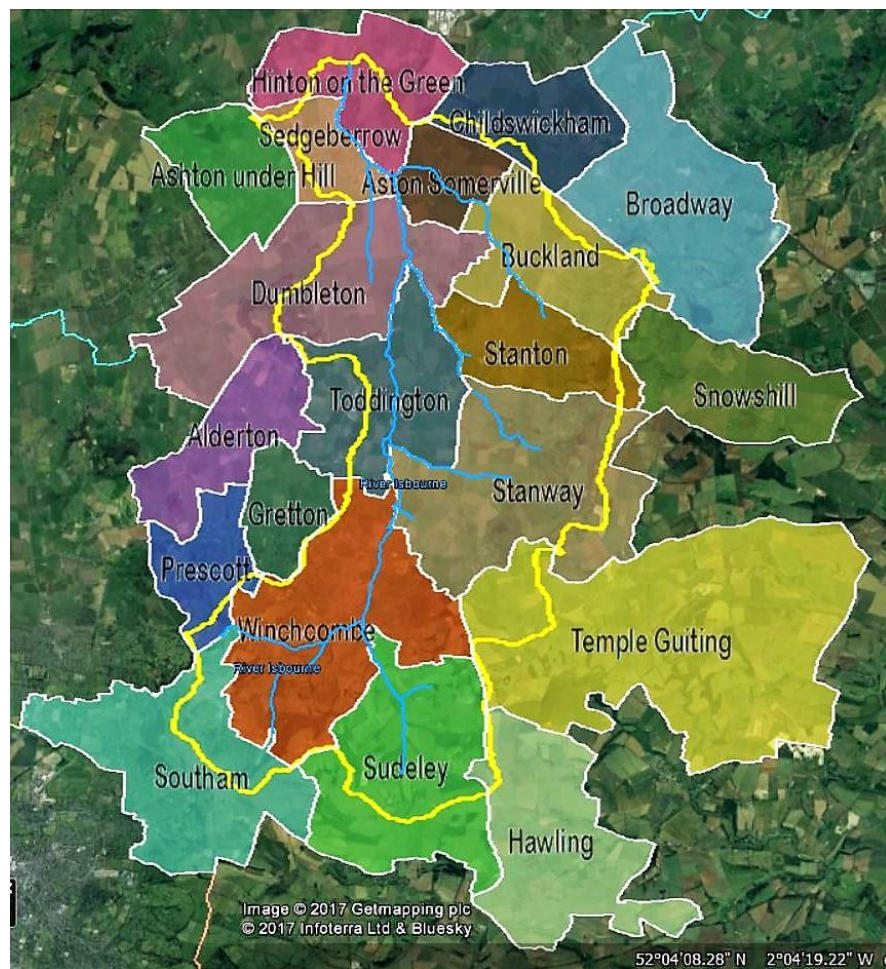 Hinton on the Green
Childswickham
Sedgeberrow
Ashton under Hill
Aston Somerville
Broadway
Buckland
Dumbleton
Stanton
Toddington
Snowshill
Alderton
River Isbourne
Stanway
Gretton
Prescott
Winchcombe
Temple Guiting
River Isbourne
Southam
Sudeley
Hawling
Image © 2017 Getmapping plc
© 2017 Infoterra Ltd & Bluesky
52°04'08.28" N 2°04'19.22" W